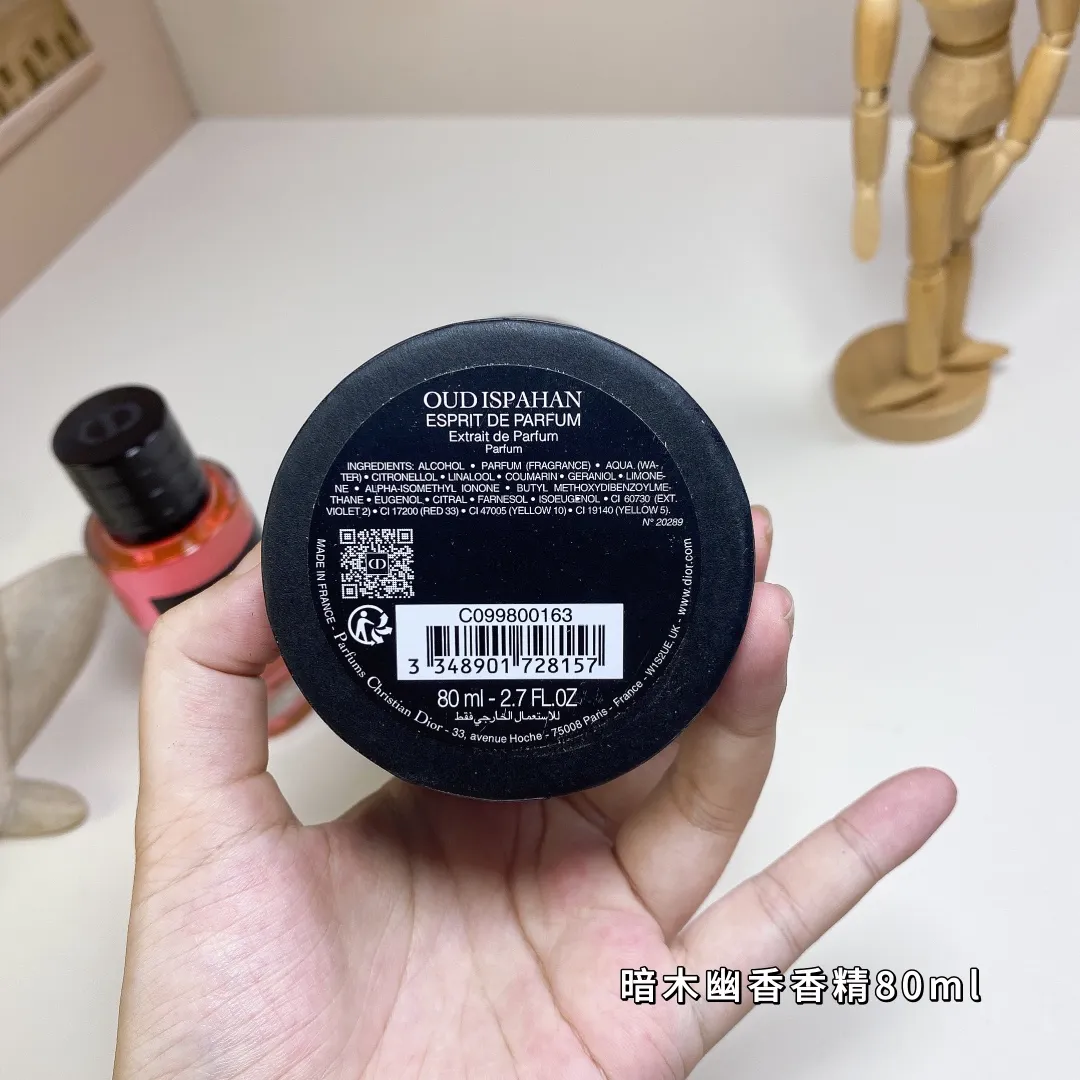 OUD ISPAHAN
ESPRIT DE PARFUM
Extrait de Parfum
Parfum
INGREDIENTS: ALCOHOL • PARFUM (FRAGRANCE) • AQUA (WA-
TER) • CITRONELLOL • LINALOOL • COUMARIN • GERANIOL • LIMONE-
NE • ALPHA-ISOMETHYL IONONE • BUTYL METHOXYDIBENZOYLME-
THANE • EUGENOL • CITRAL • FARNESOL • ISOEUGENOL • CI 60730 (EXT.
VIOLET 2) • CI 17200 (RED 33) • CI 47005 (YELLOW 10) • CI 19140 (YELLOW 5).
N° 20289
CD
C099800163
3 348901 728157
80 ml - 2.7 FL.OZ
للاستعمال الخارجي فقط
MADE IN FRANCE - Parfums Christian Dior - 33, avenue Hoche - 75008 Paris - France - W1S2UE, UK - www.dior.com
CD
暗木幽香香精80ml